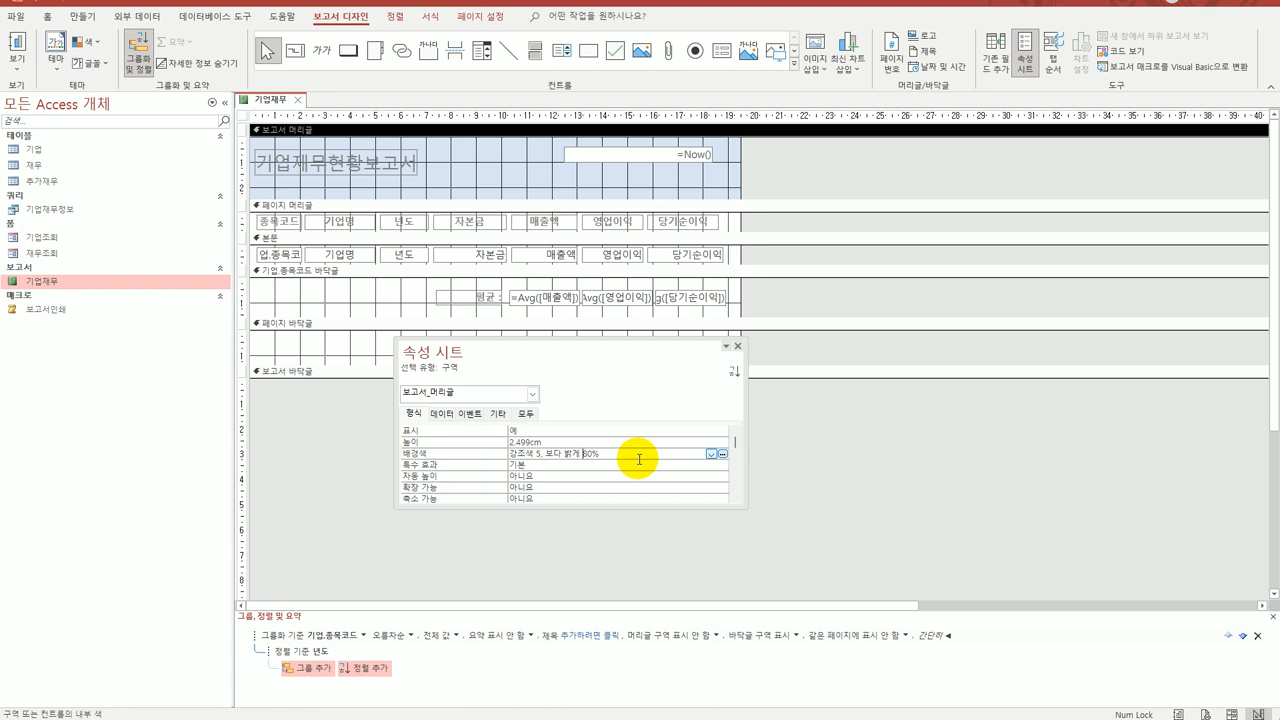 파일 홈 만들기 외부 데이터 데이터베이스 도구 도움말 보고서 디자인 정렬 서식 페이지 설정 어떤 작업을 원하시나요?
보기
테마
색
글꼴
그룹화 및 정렬
요약
자세한 정보 숨기기
가가
가나다
가나다
이미지 삽입
최신 차트 삽입
페이지 번호
로고
제목
날짜 및 시간
기존 필드 추가
속성 시트
탭 순서
차트 설정
새 창에서 하위 보고서 보기
코드 보기
보고서 매크로를 Visual Basic으로 변환
보기 테마 그룹화 및 요약 컨트롤 머리글/바닥글 도구
모든 Access 개체
검색...
테이블
기업
재무
추가재무
쿼리
기업재무정보
폼
기업조회
재무조회
보고서
기업재무
매크로
보고서인쇄
기업재무
보고서 머리글
기업재무현황보고서
=Now()
페이지 머리글
종목코드 기업명 년도 자본금 매출액 영업이익 당기순이익
본문
업.종목코 기업명 년도 자본금 매출액 영업이익 당기순이익
기업.종목코드 바닥글
평균 : =Avg([매출액]) Avg([영업이익]) g([당기순이익])
페이지 바닥글
보고서 바닥글
속성 시트
선택 유형: 구역
보고서_머리글
형식 데이터 이벤트 기타 모두
표시 예
높이 2.499cm
배경색 강조색 5, 보다 밝게 80%
특수 효과 기본
자동 높이 아니요
확장 가능 아니요
축소 가능 아니요
그룹, 정렬 및 요약
그룹화 기준 기업.종목코드 오름차순 , 전체 값 , 요약 표시 안 함 , 제목 추가하려면 클릭 , 머리글 구역 표시 안 함 , 바닥글 구역 표시 , 같은 페이지에 표시 안 함 , 간단히
정렬 기준 년도
그룹 추가 정렬 추가
구역 또는 컨트롤의 내부 색
Num Lock